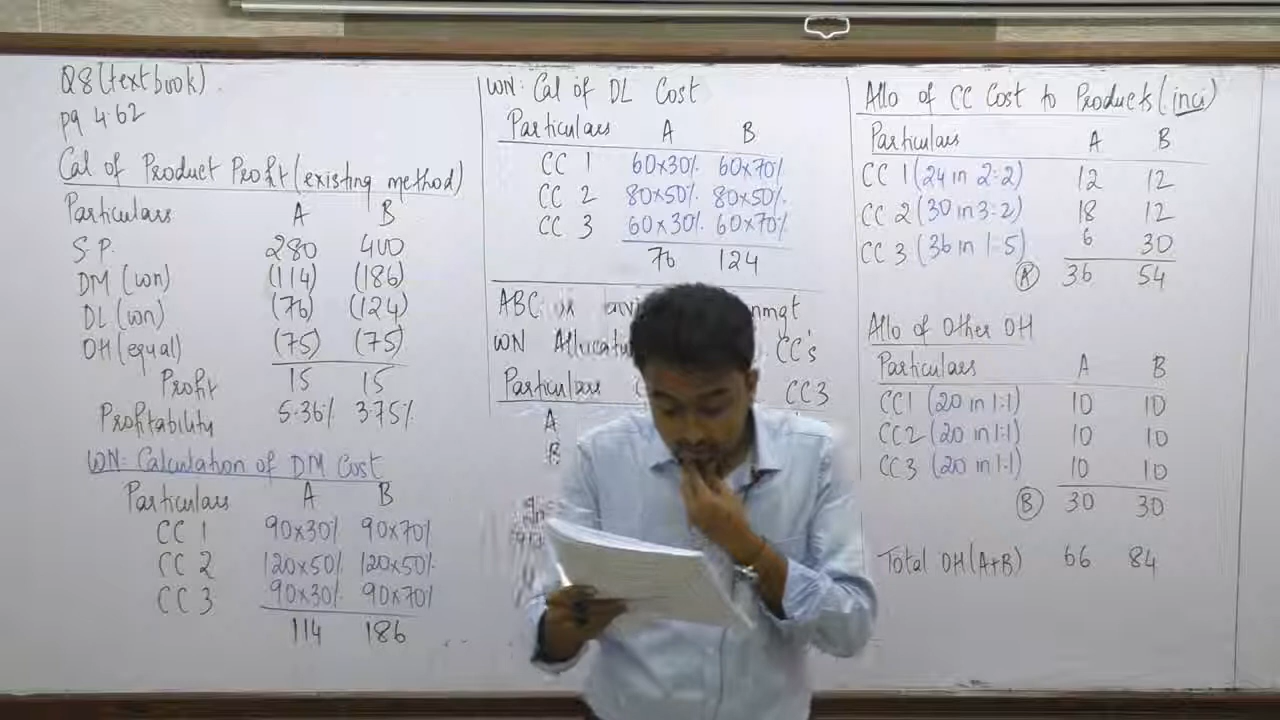 Q8(textbook)
pg 4.62
Cal of Product Profit (existing method)
Particulars A B
S.P. 280 400
DM (wn) (114) (186)
DL (wn) (76) (124)
OH (equal) (75) (75)
Profit 15 15
Profitability 5.36% 3.75%
WN: Calculation of DM Cost
Particulars A B
CC 1 90x30% 90x70%
CC 2 120x50% 120x50%
CC 3 90x30% 90x70%
114 186
WN: Cal of DL Cost
Particulars A B
CC 1 60x30% 60x70%
CC 2 80x50% 80x50%
CC 3 60x30% 60x70%
76 124
ABC
WN CC's
Particulars CC3
A
B
Allo of CC Cost to Products (inci)
Particulars A B
CC 1 (24 in 2:2) 12 12
CC 2 (30 in 3:2) 18 12
CC 3 (36 in 1:5) 6 30
(A) 36 54
Allo of Other OH
Particulars A B
CC1 (20 in 1:1) 10 10
CC2 (20 in 1:1) 10 10
CC3 (20 in 1:1) 10 10
(B) 30 30
Total OH (A+B) 66 84